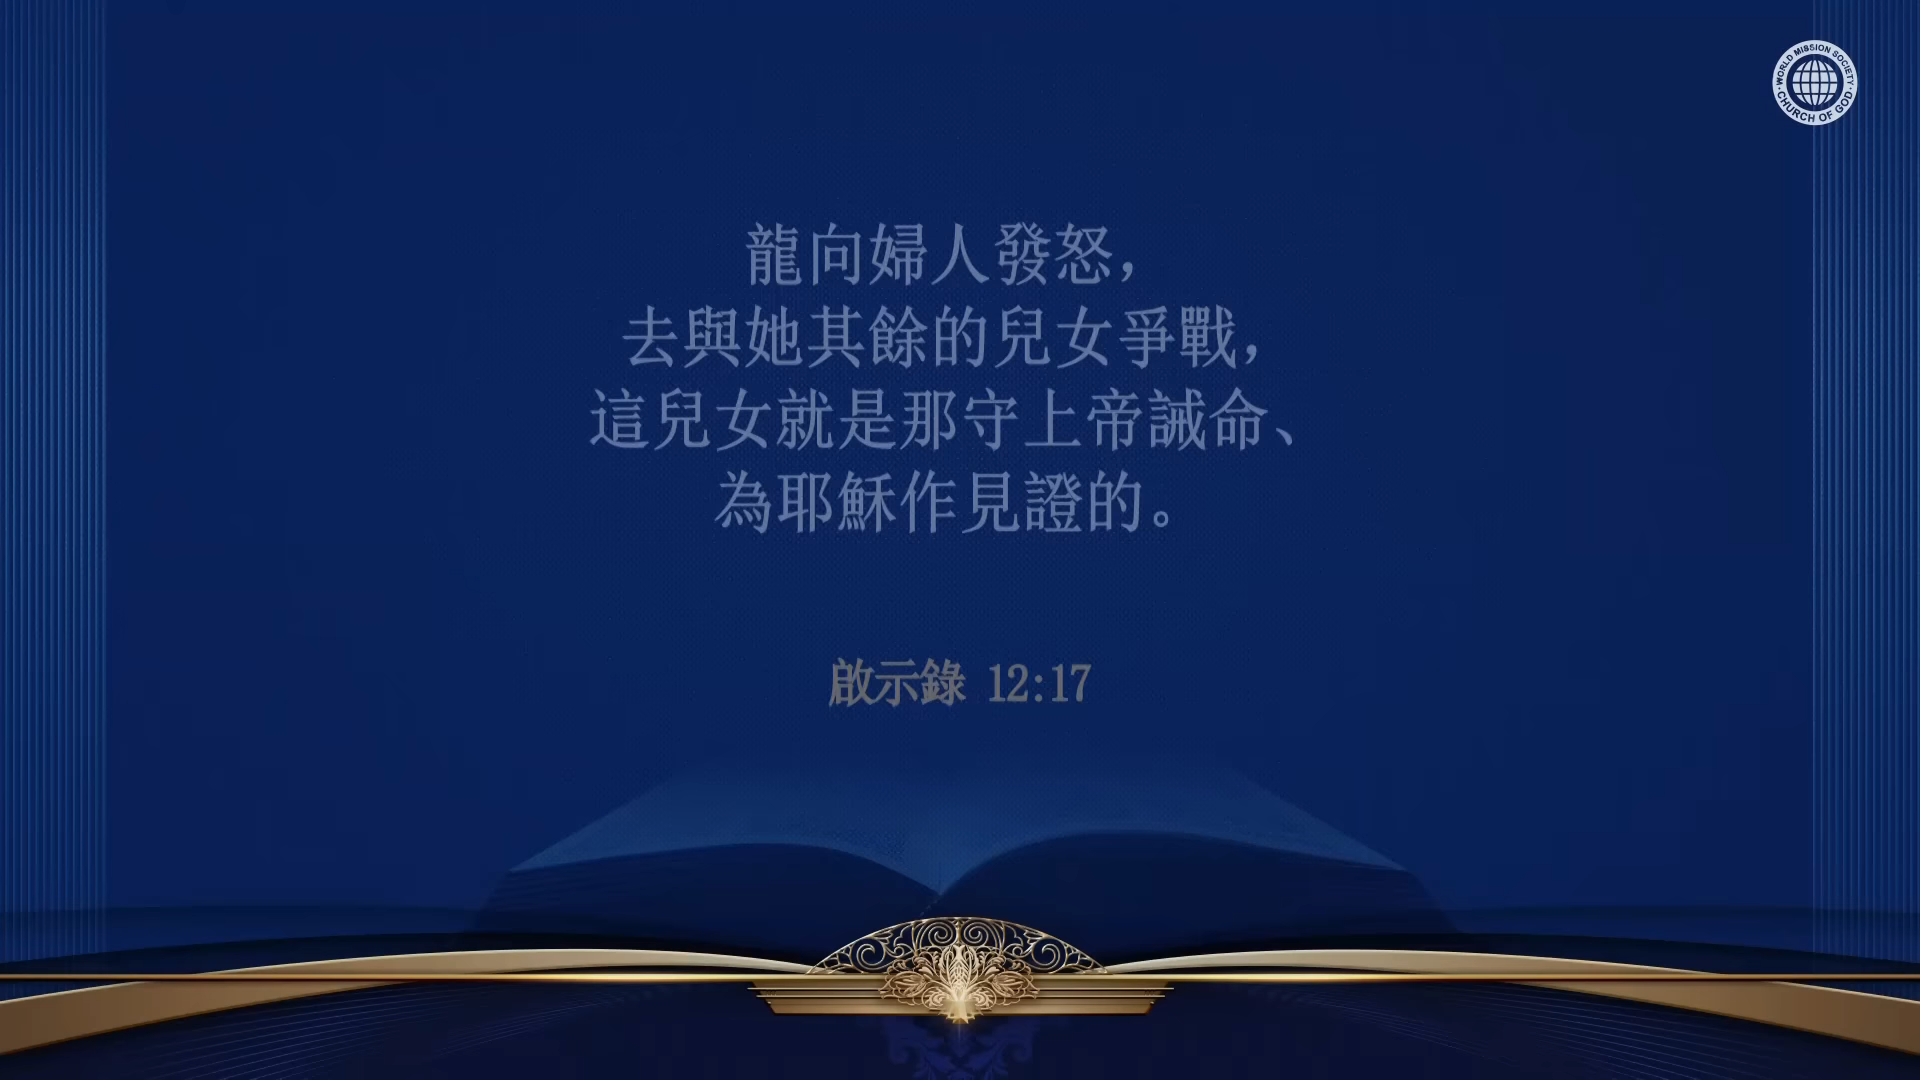 WORLD MISSION SOCIETY
CHURCH OF GOD
龍向婦人發怒，
去與她其餘的兒女爭戰，
這兒女就是那守上帝誡命、
為耶穌作見證的。
啟示錄 12:17